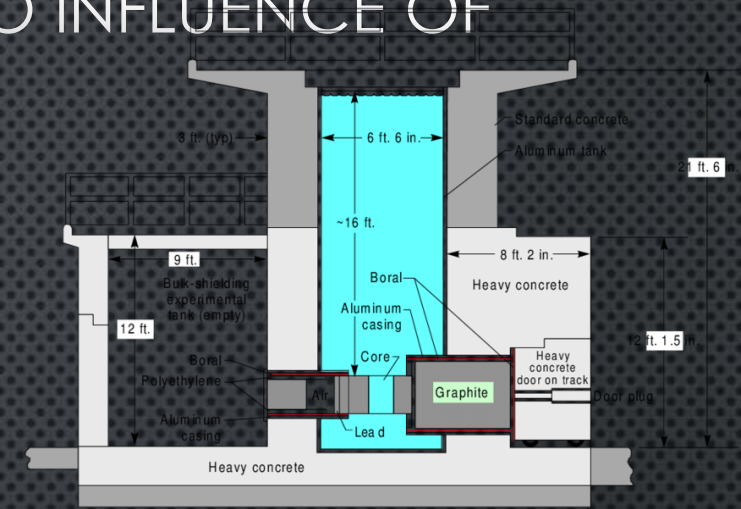 O INFLUENCE OF
Standard concrete
3 ft. (typ)
6 ft. 6 in.
Aluminum tank
21 ft. 6 in.
~16 ft.
9 ft.
8 ft. 2 in.
Bulk-shielding
experimental
tank (empty)
Boral
Heavy concrete
12 ft.
Aluminum
casing
12 ft. 1.5 in.
Boral
Core
Heavy
concrete
door on track
Polyethylene
Air
Graphite
Door plug
Aluminum
casing
Lead
Heavy concrete